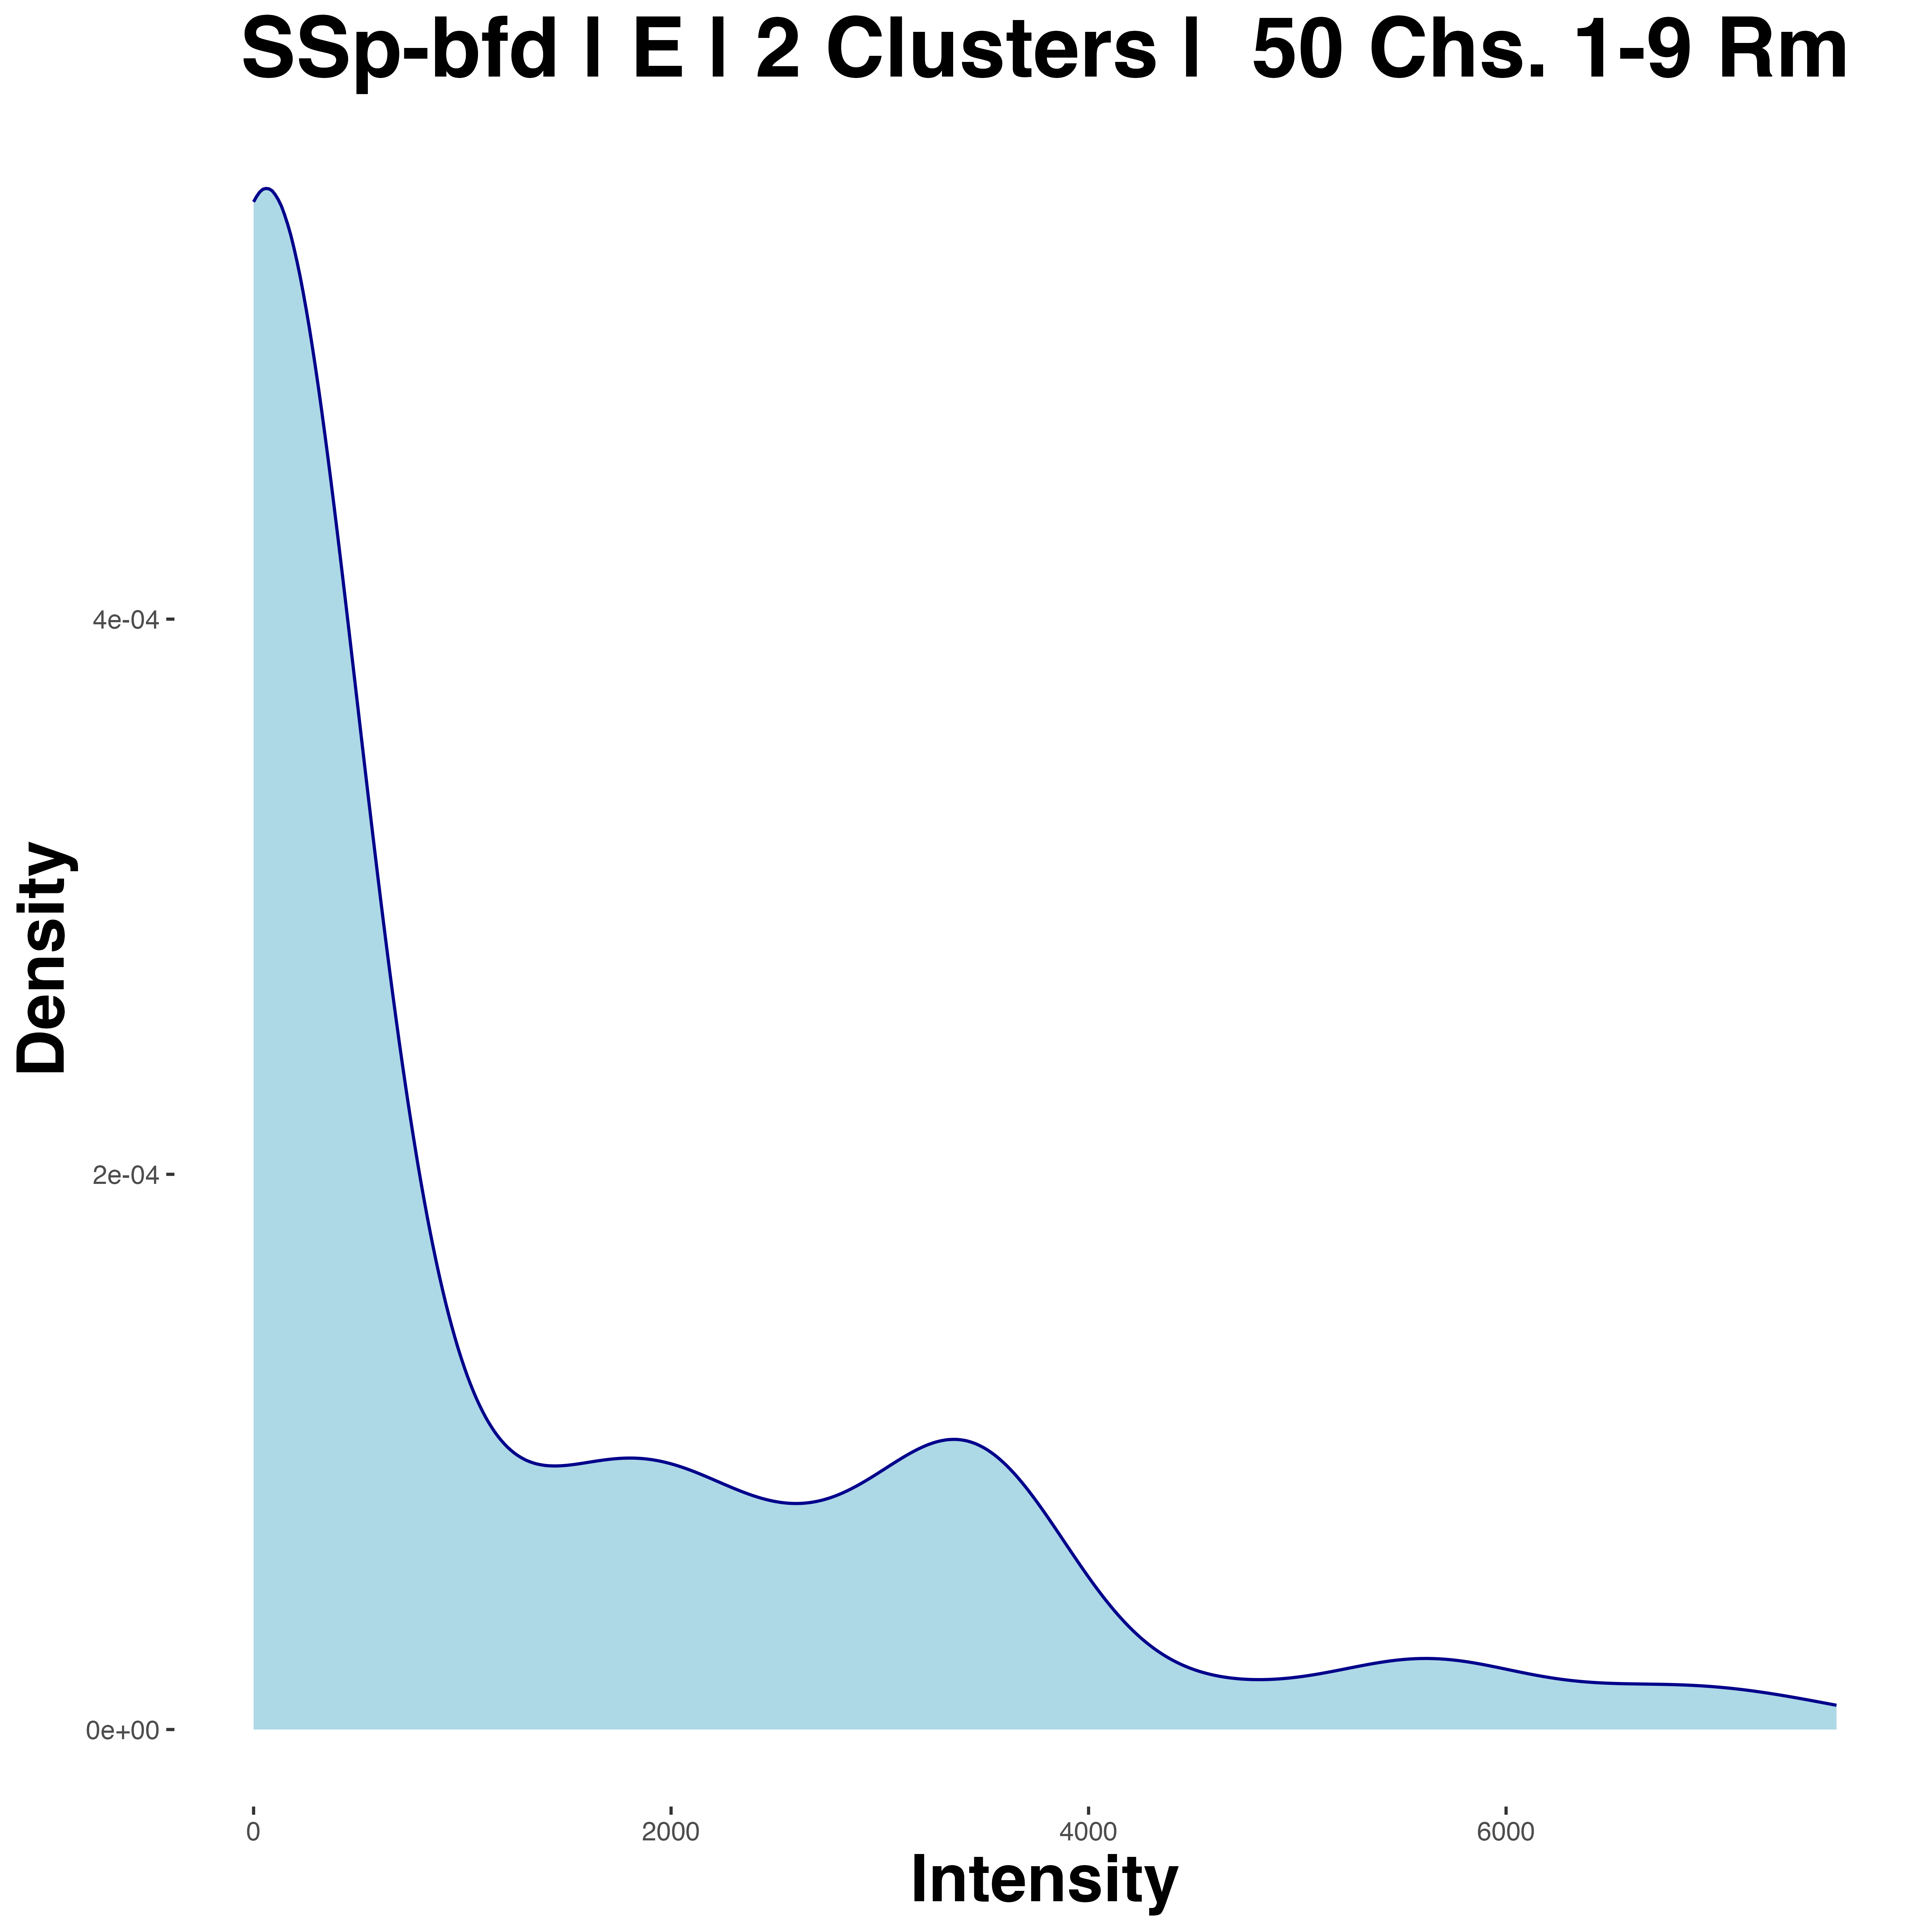 SSp-bfd | E | 2 Clusters | 50 Chs. 1-9 Rm
Density
4e-04
2e-04
0e+00
0 2000 4000 6000
Intensity